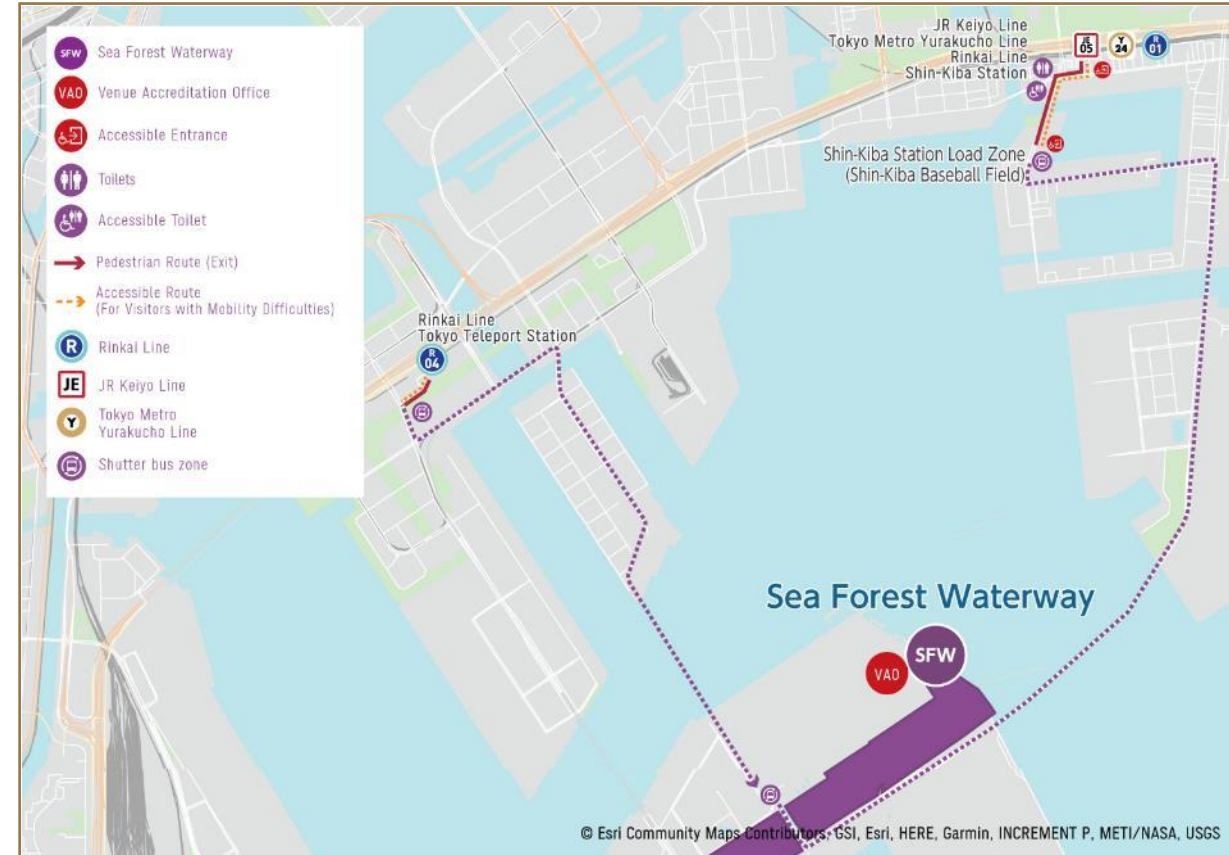 SFW Sea Forest Waterway
VAO Venue Accreditation Office
Accessible Entrance
Toilets
Accessible Toilet
Pedestrian Route (Exit)
Accessible Route
(For Visitors with Mobility Difficulties)
R Rinkai Line
JE JR Keiyo Line
Y Tokyo Metro
Yurakucho Line
Shutter bus zone
JR Keiyo Line
Tokyo Metro Yurakucho Line
Rinkai Line
Shin-Kiba Station
JE 05
Y 24
R 01
Shin-Kiba Station Load Zone
(Shin-Kiba Baseball Field)
Rinkai Line
Tokyo Teleport Station
R 04
Sea Forest Waterway
SFW
VAO
© Esri Community Maps Contributors, GSI, Esri, HERE, Garmin, INCREMENT P, METI/NASA, USGS